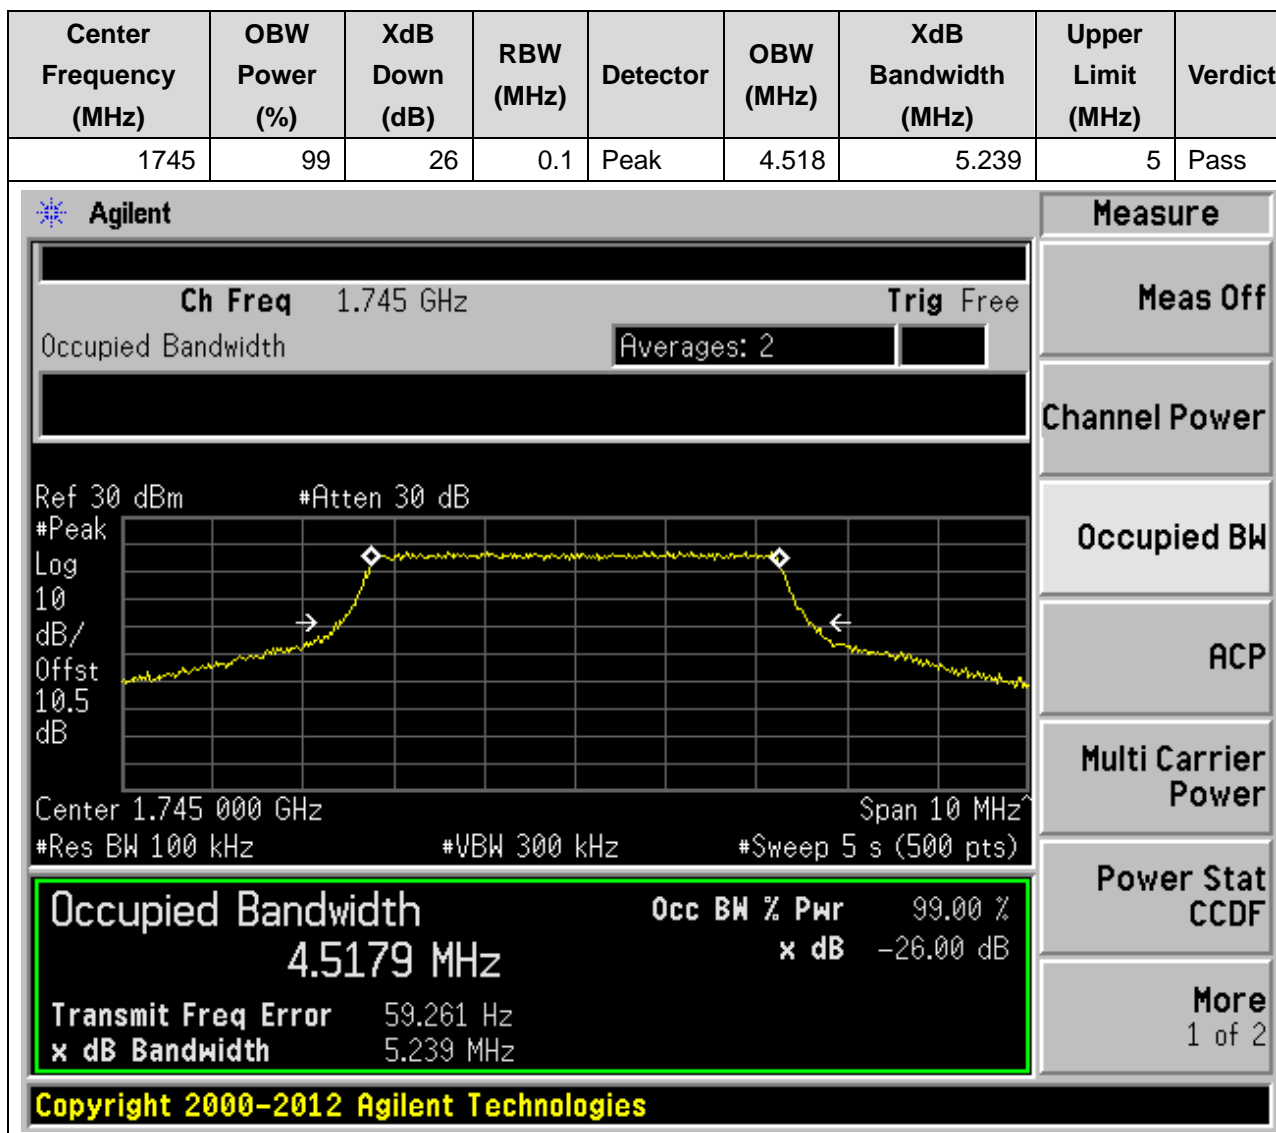 Center Frequency (MHz) OBW Power (%) XdB Down (dB) RBW (MHz) Detector OBW (MHz) XdB Bandwidth (MHz) Upper Limit (MHz) Verdict
1745 99 26 0.1 Peak 4.518 5.239 5 Pass
Agilent
Measure
Ch Freq 1.745 GHz Trig Free
Occupied Bandwidth Averages: 2
Meas Off
Channel Power
Occupied BW
ACP
Multi Carrier
Power
Power Stat
CCDF
More
1 of 2
Ref 30 dBm #Atten 30 dB
#Peak
Log
10
dB/
Offst
10.5
dB
Center 1.745 000 GHz Span 10 MHz^
#Res BW 100 kHz #VBW 300 kHz #Sweep 5 s (500 pts)
Occupied Bandwidth Occ BW % Pwr 99.00 %
4.5179 MHz x dB -26.00 dB
Transmit Freq Error 59.261 Hz
x dB Bandwidth 5.239 MHz
Copyright 2000-2012 Agilent Technologies